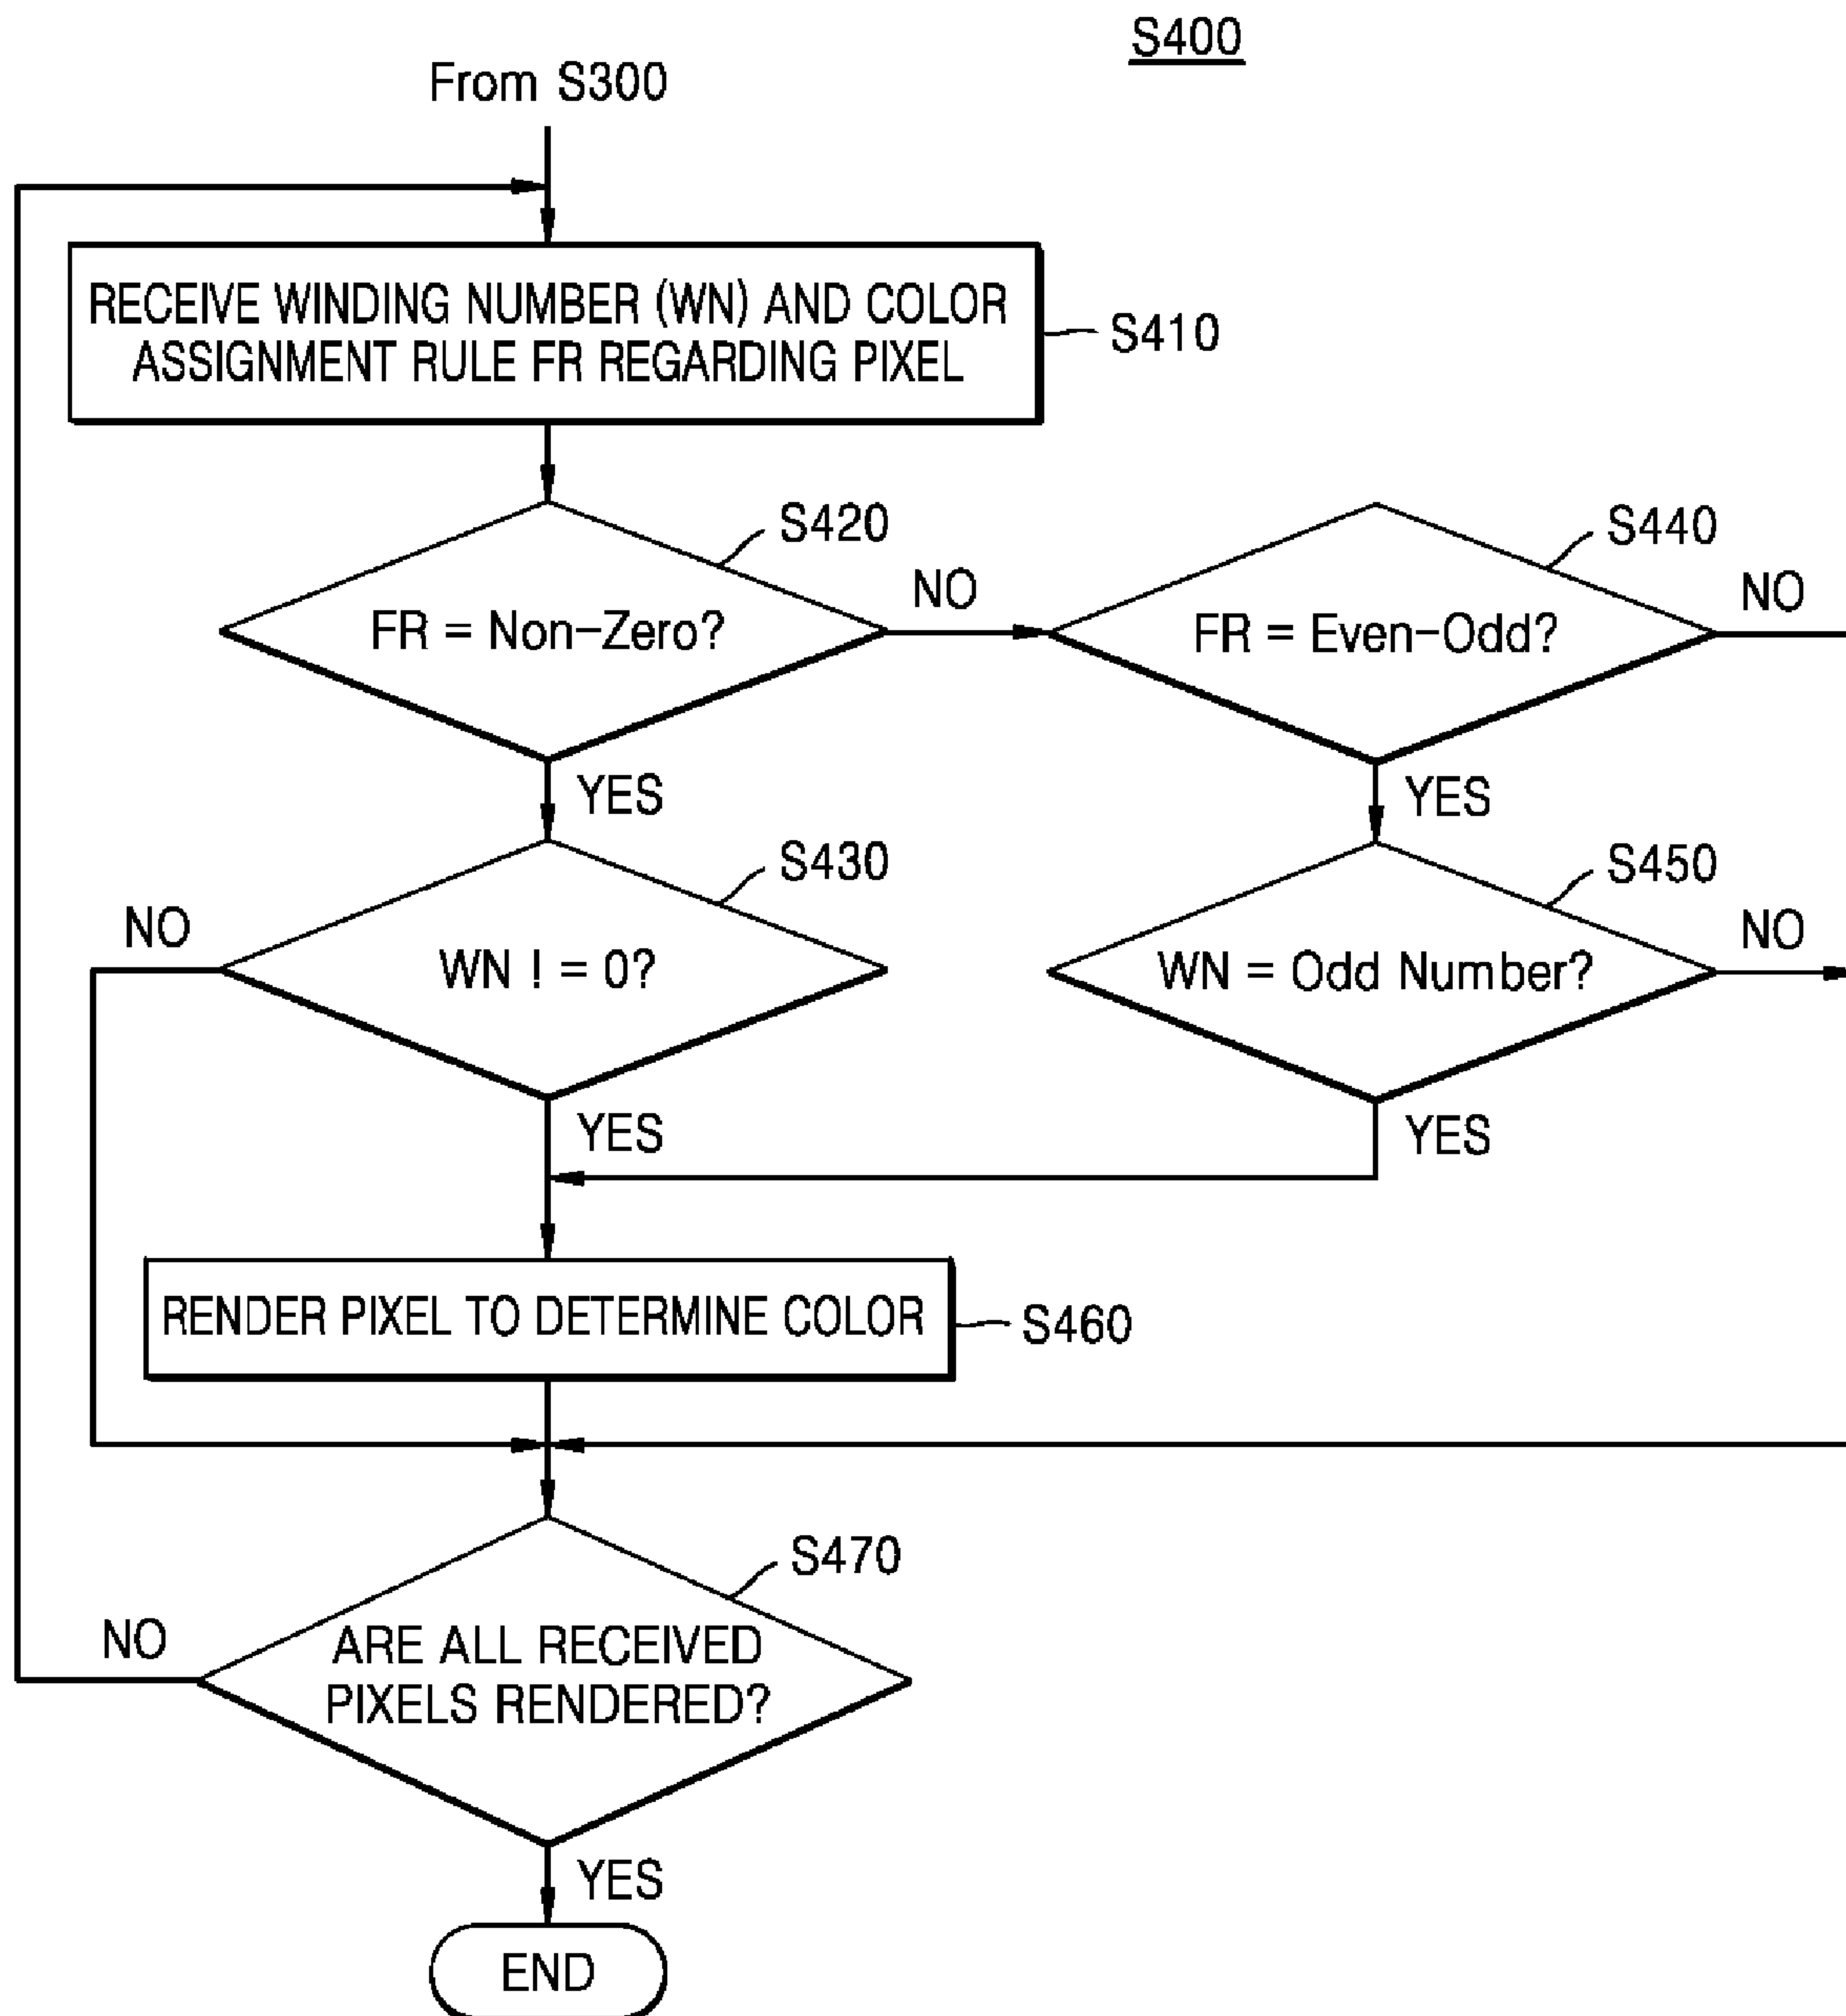 S400
From S300
RECEIVE WINDING NUMBER (WN) AND COLOR
ASSIGNMENT RULE FR REGARDING PIXEL
S410
S420
FR = Non-Zero?
NO
YES
S440
FR = Even-Odd?
NO
YES
S430
WN ! = 0?
NO
YES
S450
WN = Odd Number?
NO
YES
RENDER PIXEL TO DETERMINE COLOR
S460
S470
ARE ALL RECEIVED
PIXELS RENDERED?
NO
YES
END